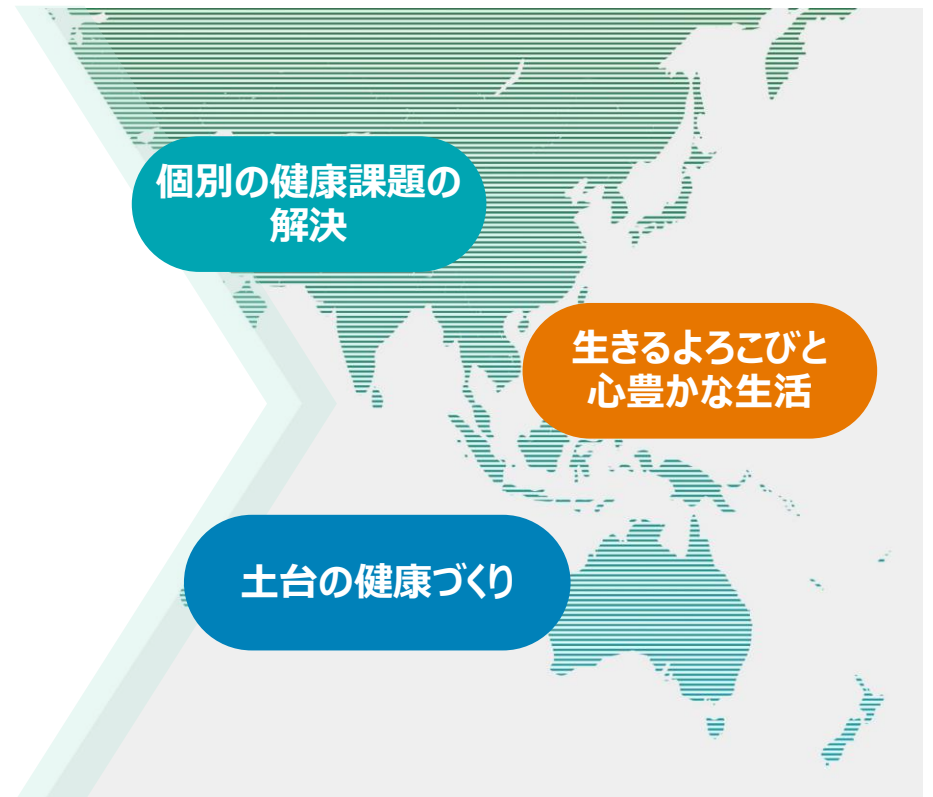 個別の健康課題の
解決
生きるよろこびと
心豊かな生活
土台の健康づくり